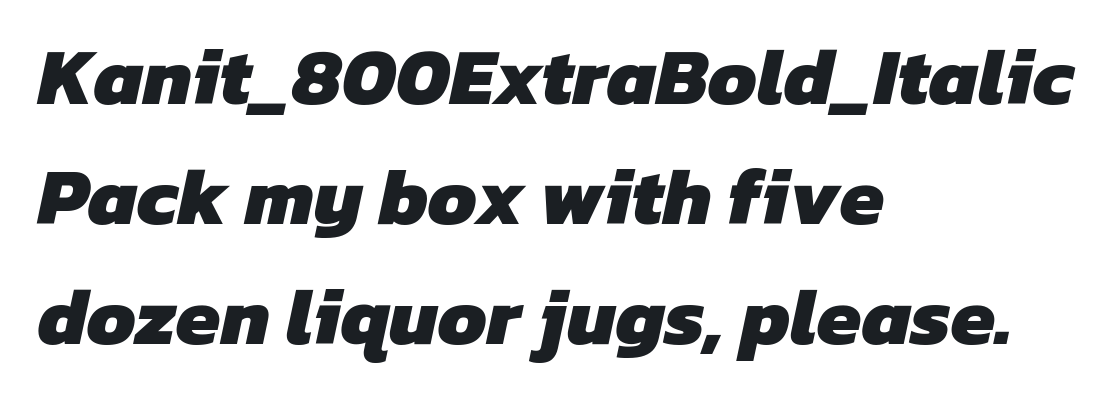 Kanit_800ExtraBold_Italic
Pack my box with five
dozen liquor jugs, please.